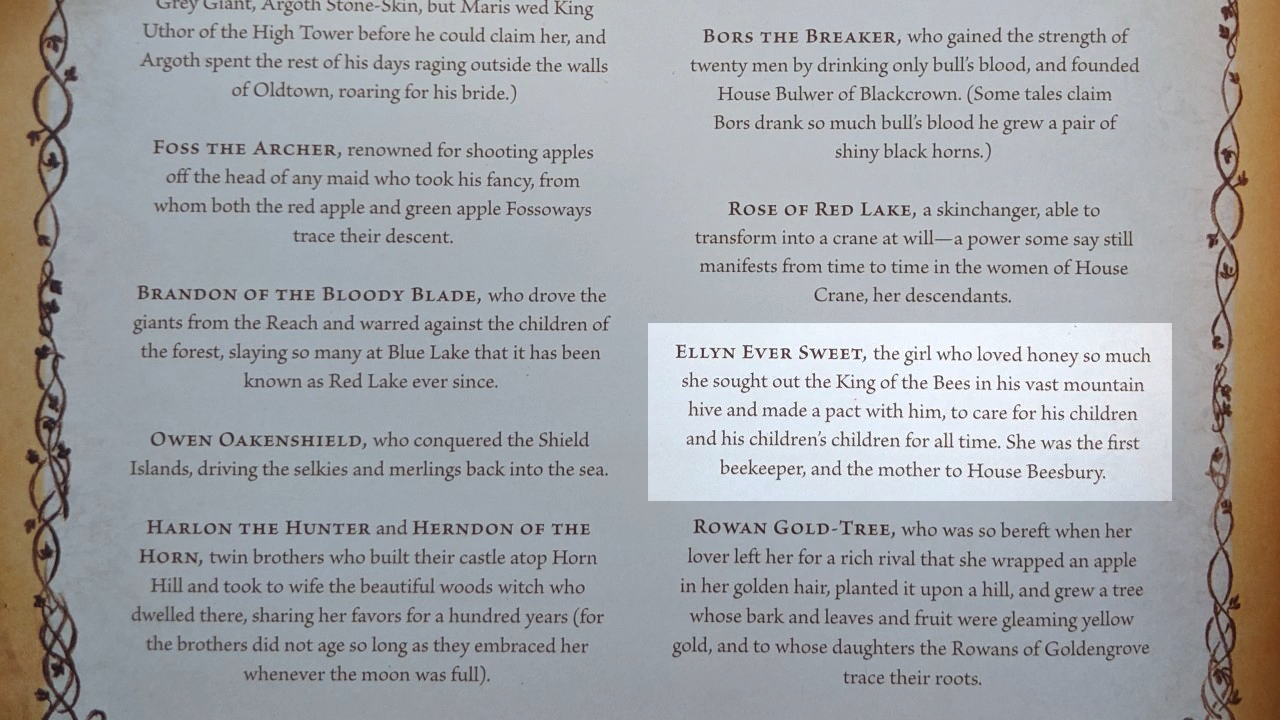 Grey Giant, Argoth Stone-Skin, but Maris wed King
Uthor of the High Tower before he could claim her, and
Argoth spent the rest of his days raging outside the walls
of Oldtown, roaring for his bride.)
FOSS THE ARCHER, renowned for shooting apples
off the head of any maid who took his fancy, from
whom both the red apple and green apple Fossoways
trace their descent.
BRANDON OF THE BLOODY BLADE, who drove the
giants from the Reach and warred against the children of
the forest, slaying so many at Blue Lake that it has been
known as Red Lake ever since.
OWEN OAKENSHIELD, who conquered the Shield
Islands, driving the selkies and merlings back into the sea.
HARLON THE HUNTER and HERNDON OF THE
HORN, twin brothers who built their castle atop Horn
Hill and took to wife the beautiful woods witch who
dwelled there, sharing her favors for a hundred years (for
the brothers did not age so long as they embraced her
whenever the moon was full).
BORS THE BREAKER, who gained the strength of
twenty men by drinking only bull's blood, and founded
House Bulwer of Blackcrown. (Some tales claim
Bors drank so much bull's blood he grew a pair of
shiny black horns.)
ROSE OF RED LAKE, a skinchanger, able to
transform into a crane at will—a power some say still
manifests from time to time in the women of House
Crane, her descendants.
ELLYN EVER SWEET, the girl who loved honey so much
she sought out the King of the Bees in his vast mountain
hive and made a pact with him, to care for his children
and his children's children for all time. She was the first
beekeeper, and the mother to House Beesbury.
ROWAN GOLD-TREE, who was so bereft when her
lover left her for a rich rival that she wrapped an apple
in her golden hair, planted it upon a hill, and grew a tree
whose bark and leaves and fruit were gleaming yellow
gold, and to whose daughters the Rowans of Goldengrove
trace their roots.